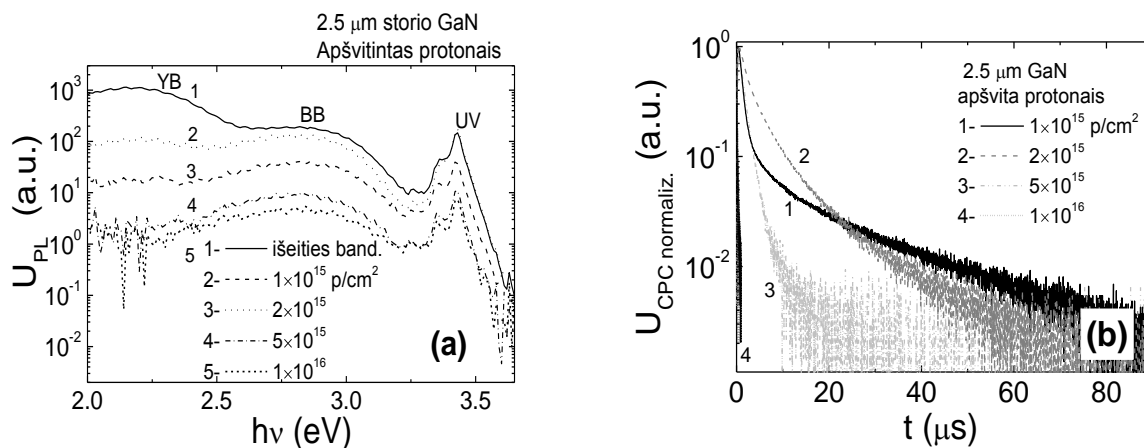 2.5 μm storio GaN
Apšvitintas protonais
U_PL (a.u.)
10³
10²
10¹
10⁰
10⁻¹
10⁻²
YB
BB
UV
1
2
3
4
5
1- išeities band.
2- 1×10¹⁵ p/cm²
3- 2×10¹⁵
4- 5×10¹⁵
5- 1×10¹⁶
(a)
2.0 2.5 3.0 3.5
hν (eV)
U_CPC normaliz. (a.u.)
10⁰
10⁻¹
10⁻²
2.5 μm GaN
apšvita protonais
1- 1×10¹⁵ p/cm²
2- 2×10¹⁵
3- 5×10¹⁵
4- 1×10¹⁶
2
1
3
4
(b)
0 20 40 60 80
t (μs)